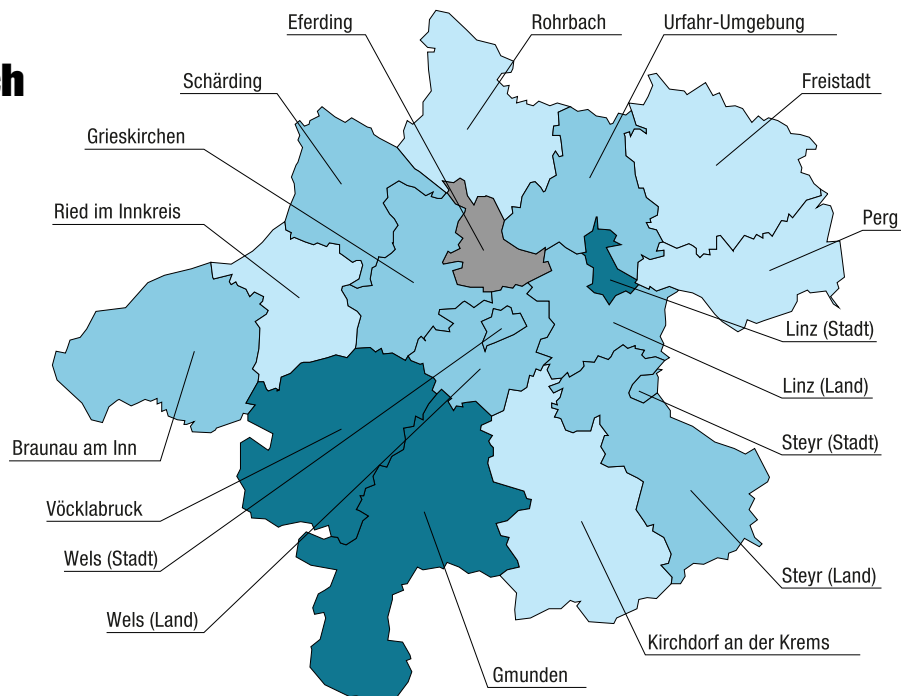 ch
Eferding
Rohrbach
Urfahr-Umgebung
Schärding
Freistadt
Grieskirchen
Ried im Innkreis
Perg
Linz (Stadt)
Linz (Land)
Braunau am Inn
Steyr (Stadt)
Vöcklabruck
Wels (Stadt)
Steyr (Land)
Wels (Land)
Kirchdorf an der Krems
Gmunden